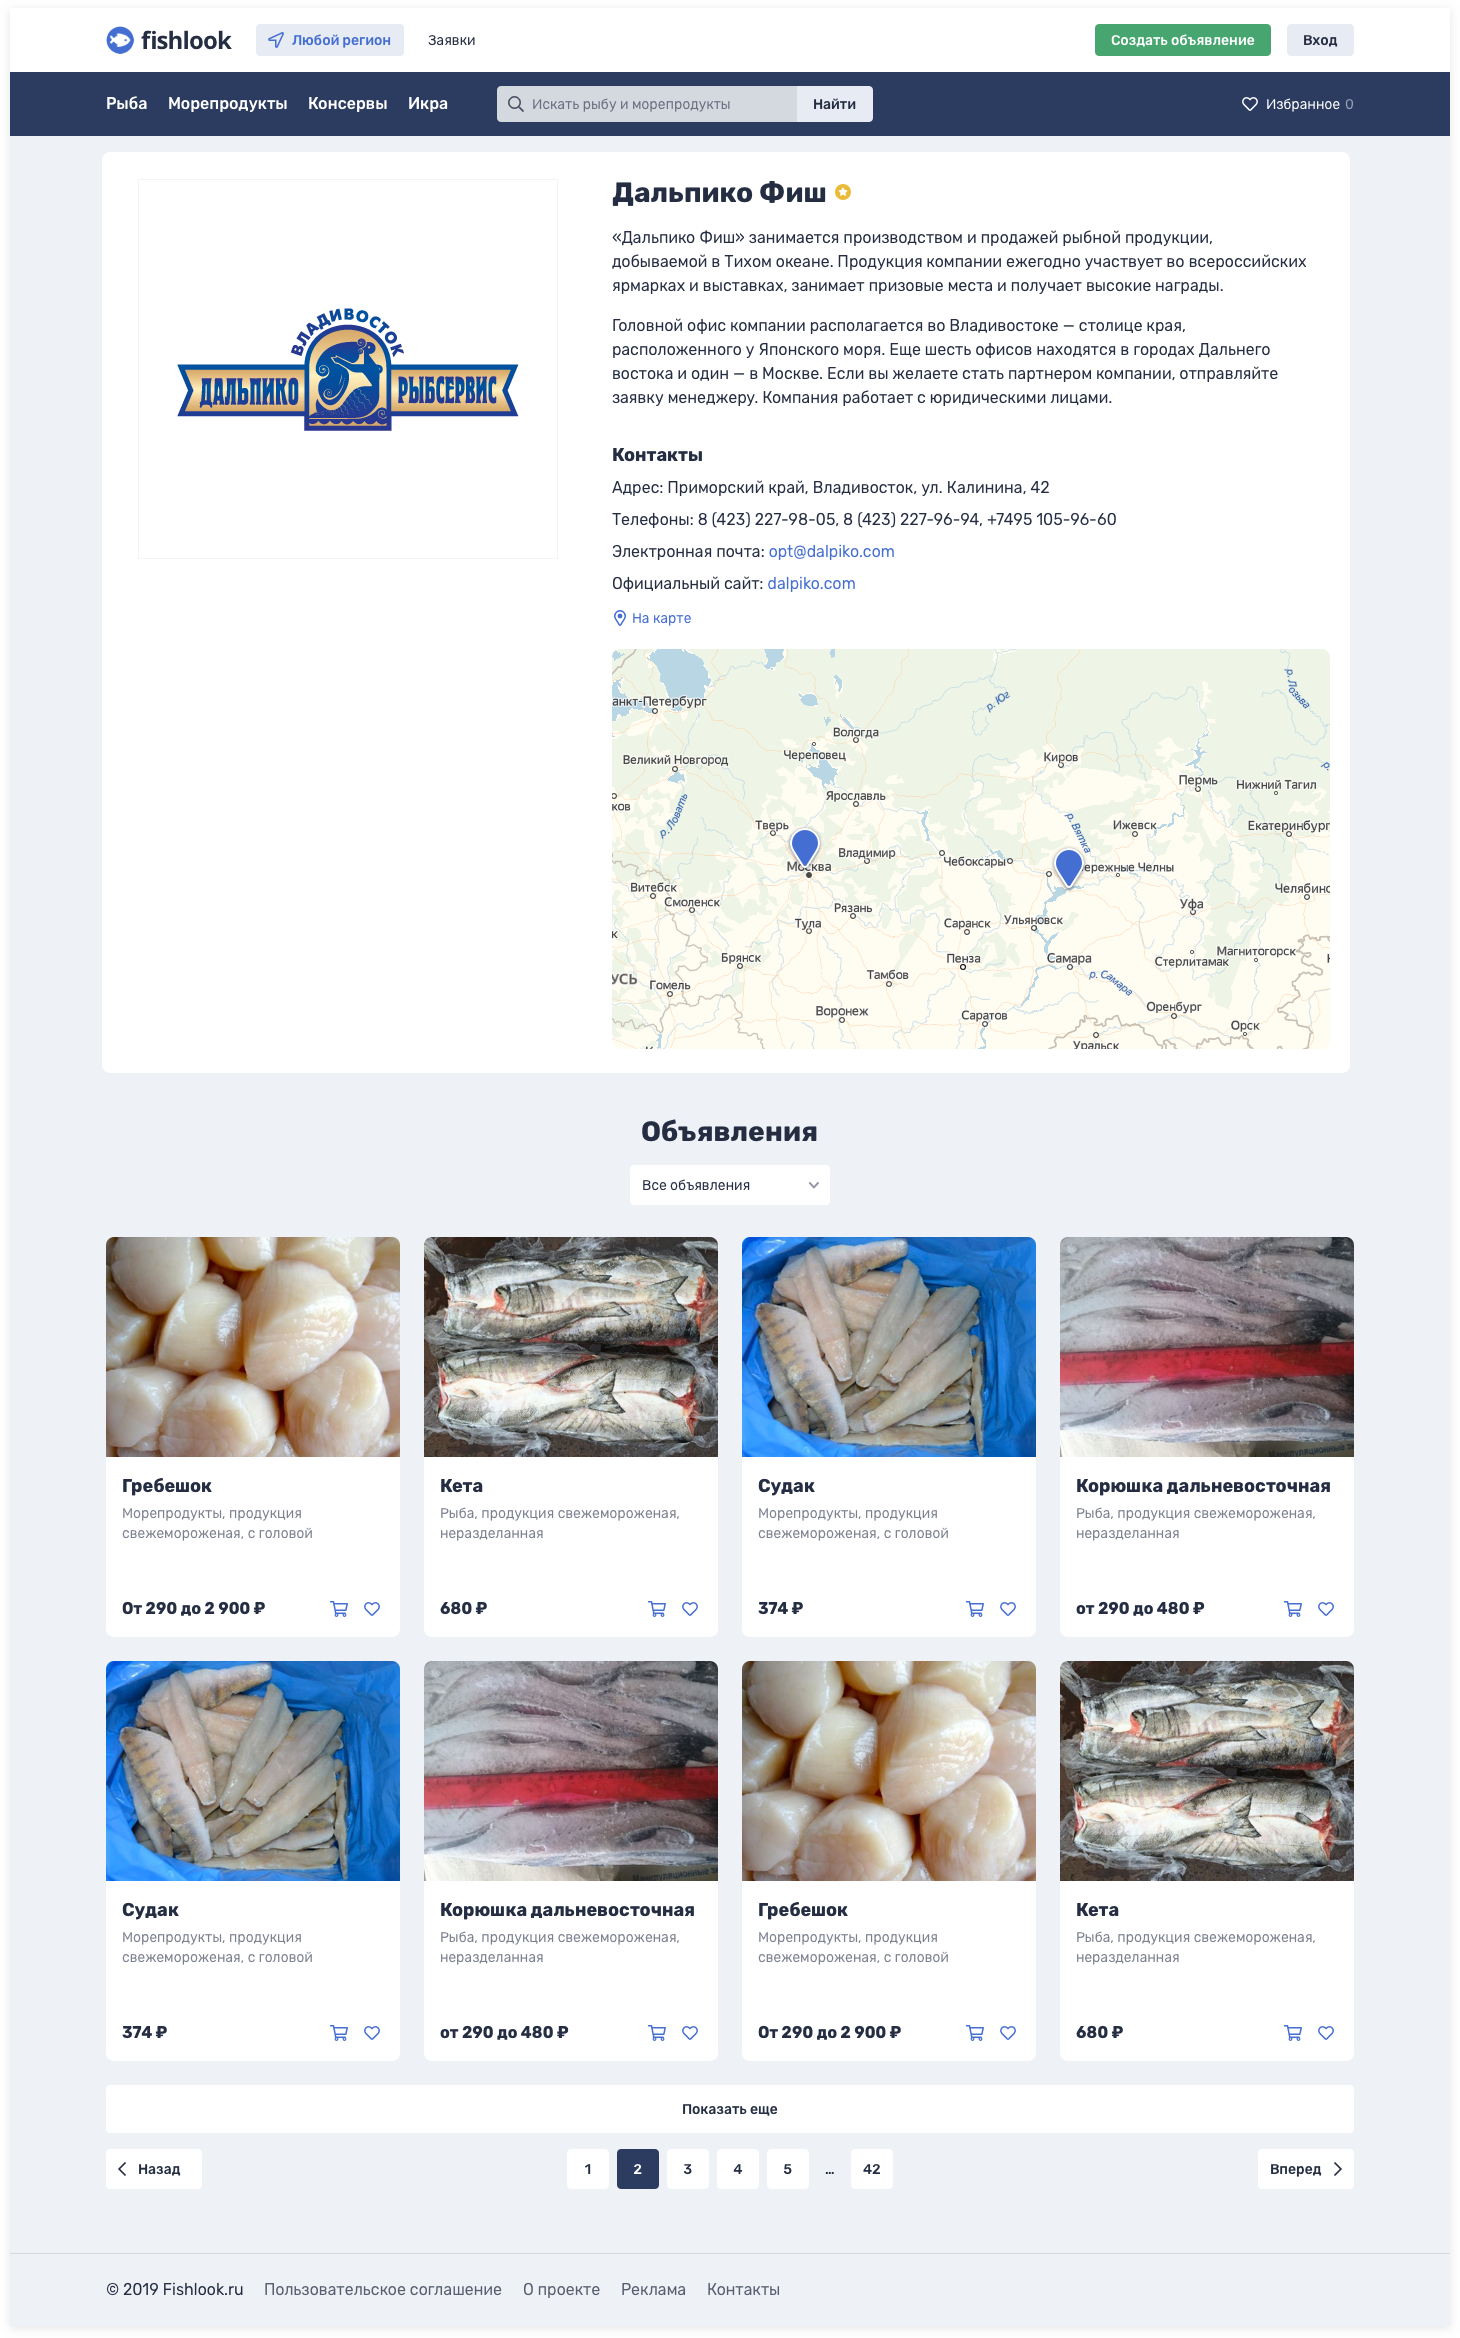 fishlook
Любой регион
Заявки
Создать объявление
Вход
Рыба
Морепродукты
Консервы
Икра
Искать рыбу и морепродукты
Найти
Избранное 0
ВЛАДИВОСТОК
ДАЛЬПИКО
РЫБСЕРВИС
Дальпико Фиш
«Дальпико Фиш» занимается производством и продажей рыбной продукции,
добываемой в Тихом океане. Продукция компании ежегодно участвует во всероссийских
ярмарках и выставках, занимает призовые места и получает высокие награды.
Головной офис компании располагается во Владивостоке — столице края,
расположенного у Японского моря. Еще шесть офисов находятся в городах Дальнего
востока и один — в Москве. Если вы желаете стать партнером компании, отправляйте
заявку менеджеру. Компания работает с юридическими лицами.
Контакты
Адрес: Приморский край, Владивосток, ул. Калинина, 42
Телефоны: 8 (423) 227-98-05, 8 (423) 227-96-94, +7495 105-96-60
Электронная почта: opt@dalpiko.com
Официальный сайт: dalpiko.com
На карте
р. Лозьва
анкт-Петербург
р. Юг
Вологда
Череповец
Великий Новгород
Киров
Пермь
Нижний Тагил
Ярославль
ков
р. Ловать
Тверь
р. Вятка
Ижевск
Екатеринбург
Владимир
Чебоксары
Москва
ережные Челны
Витебск
Смоленск
Челябинс
Рязань
Уфа
Тула
Саранск
Ульяновск
к
Брянск
Пенза
Самара
Магнитогорск
Стерлитамак
УСЬ
Тамбов
р. Самара
Гомель
Воронеж
Саратов
Оренбург
Орск
Уральск
Объявления
Все объявления
Гребешок
Морепродукты, продукция
свежемороженая, с головой
От 290 до 2 900 ₽
Кета
Рыба, продукция свежемороженая,
неразделанная
680 ₽
Судак
Морепродукты, продукция
свежемороженая, с головой
374 ₽
Корюшка дальневосточная
Рыба, продукция свежемороженая,
неразделанная
от 290 до 480 ₽
Судак
Морепродукты, продукция
свежемороженая, с головой
374 ₽
Корюшка дальневосточная
Рыба, продукция свежемороженая,
неразделанная
от 290 до 480 ₽
Гребешок
Морепродукты, продукция
свежемороженая, с головой
От 290 до 2 900 ₽
Кета
Рыба, продукция свежемороженая,
неразделанная
680 ₽
Показать еще
Назад
1
2
3
4
5
...
42
Вперед
© 2019 Fishlook.ru
Пользовательское соглашение
О проекте
Реклама
Контакты